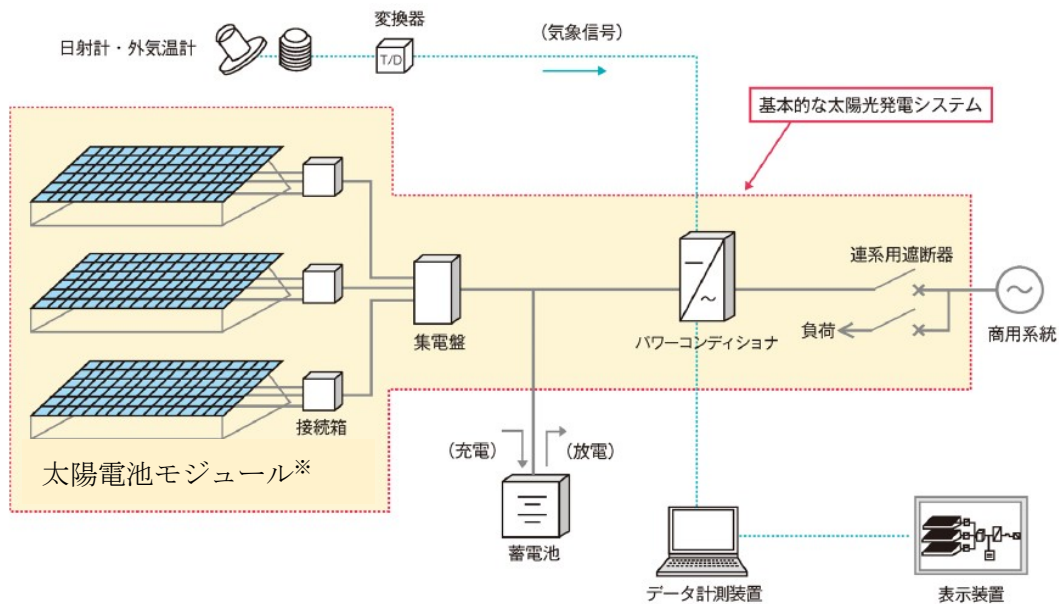 変換器
日射計・外気温計
T/D
(気象信号)
基本的な太陽光発電システム
連系用遮断器
集電盤
パワーコンディショナ
負荷
商用系統
接続箱
太陽電池モジュール※
(充電)
(放電)
蓄電池
データ計測装置
表示装置